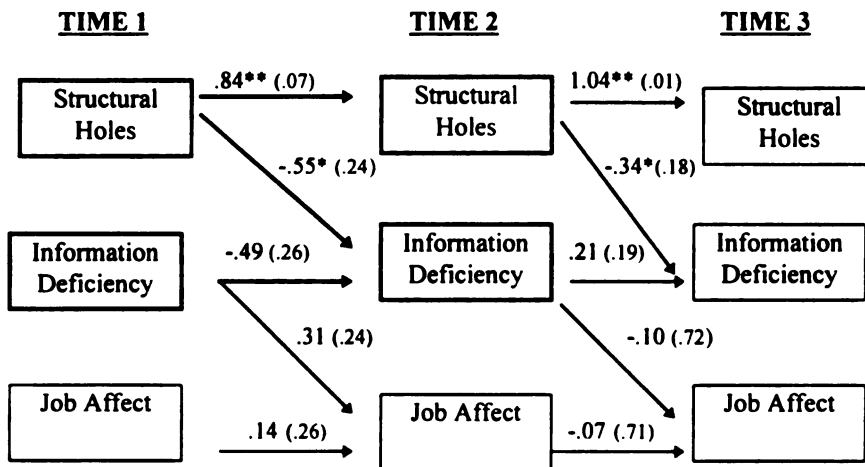 TIME 1 TIME 2 TIME 3
.84** (.07) 1.04** (.01)
Structural Holes
Structural Holes
Structural Holes
-.55* (.24) -.34* (.18)
Information Deficiency
-.49 (.26)
Information Deficiency
.21 (.19)
Information Deficiency
.31 (.24) -.10 (.72)
Job Affect
.14 (.26)
Job Affect
-.07 (.71)
Job Affect